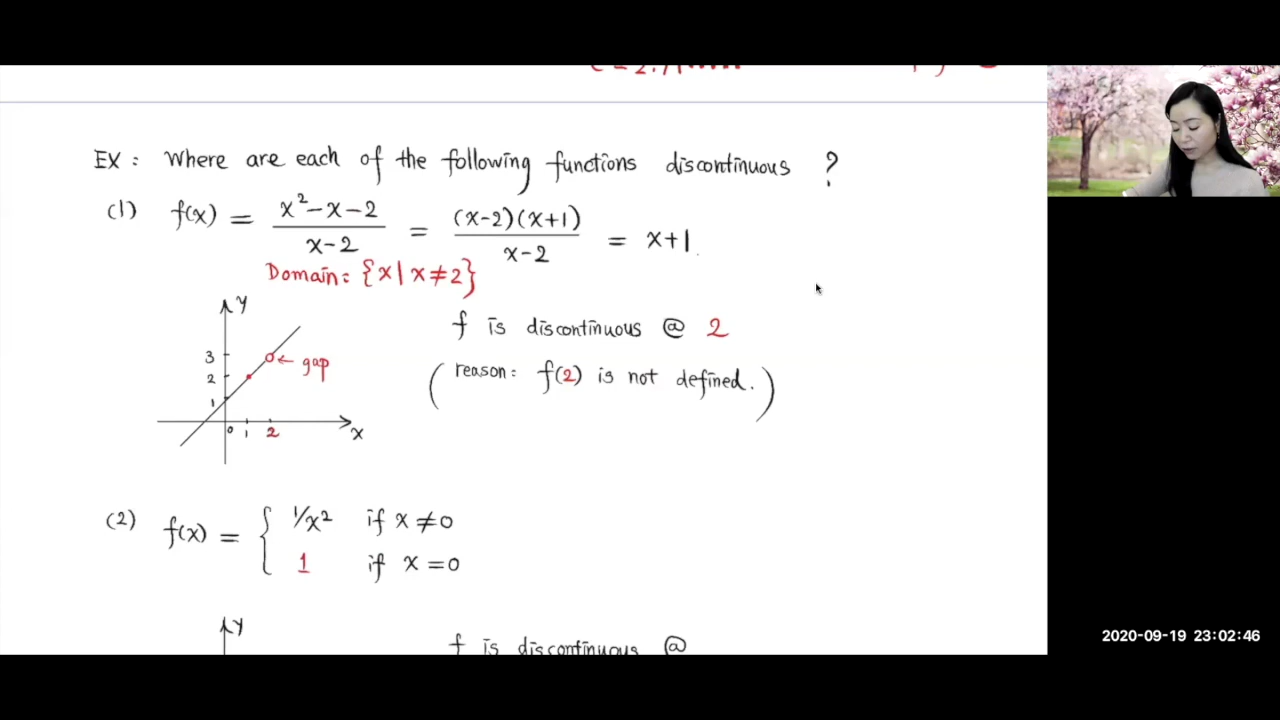 EX: Where are each of the following functions discontinuous ?
(1) f(x) = x²-x-2 / x-2 = (x-2)(x+1) / x-2 = x+1
Domain: {x | x≠2}
y
3
2
1
0 1 2
x
← gap
f is discontinuous @ 2
(reason: f(2) is not defined.)
(2) f(x) = { 1/x² if x ≠ 0
1 if x = 0
y
f is discontinuous @
2020-09-19 23:02:46